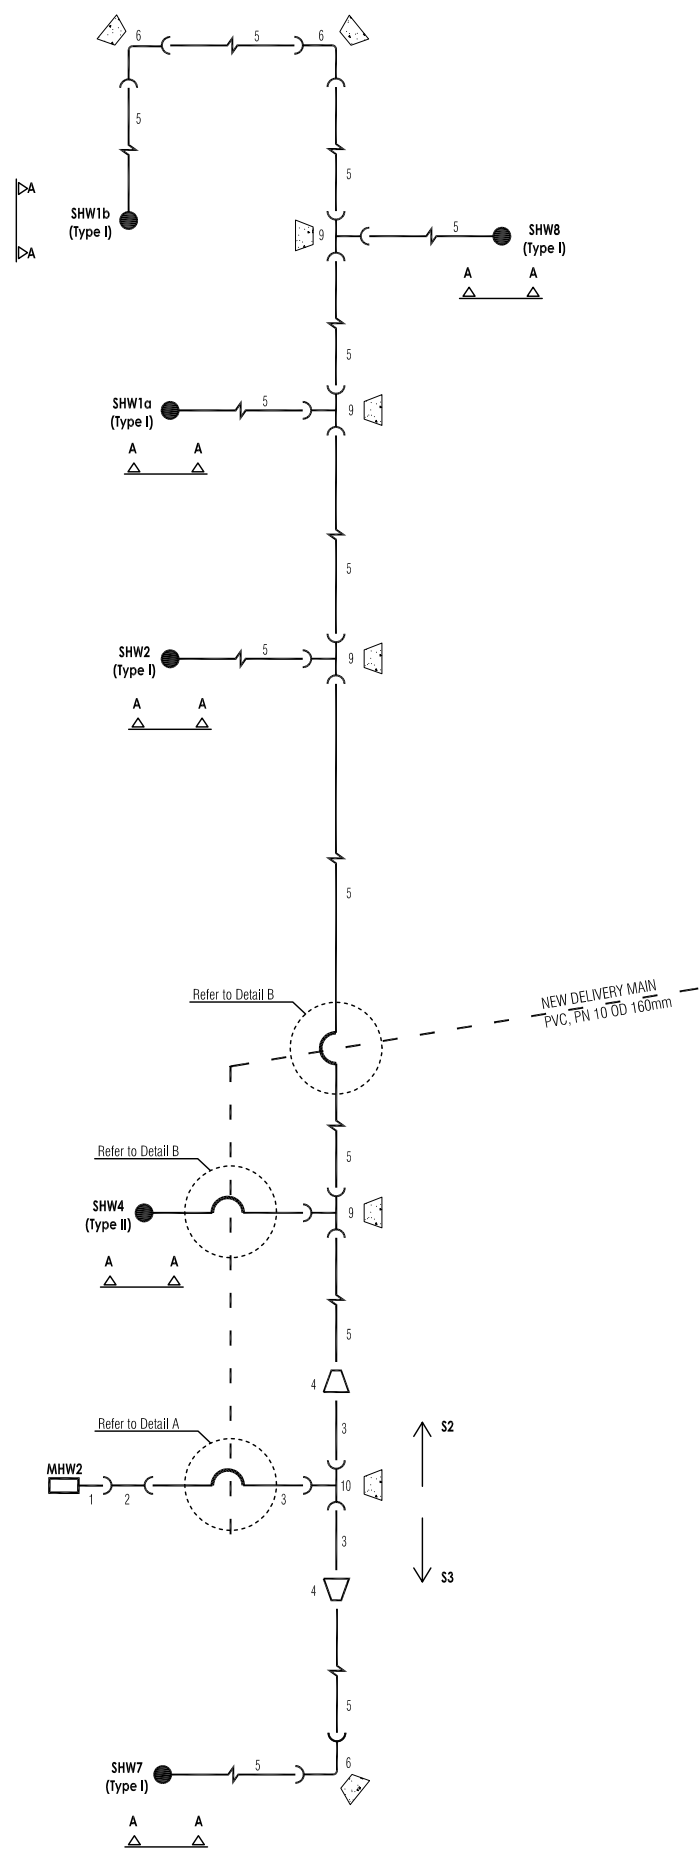 6
5
6
5
A
A
SHW1b
(Type I)
5
9
5
SHW8
(Type I)
A A
5
SHW1a
(Type I)
5
9
A A
5
SHW2
(Type I)
5
9
A A
5
Refer to Detail B
NEW DELIVERY MAIN
PVC, PN 10 OD 160mm
Refer to Detail B
5
SHW4
(Type II)
9
A A
5
4
Refer to Detail A
3
S2
MHW2
1
2
3
10
3
S3
4
5
SHW7
(Type I)
5
6
A A